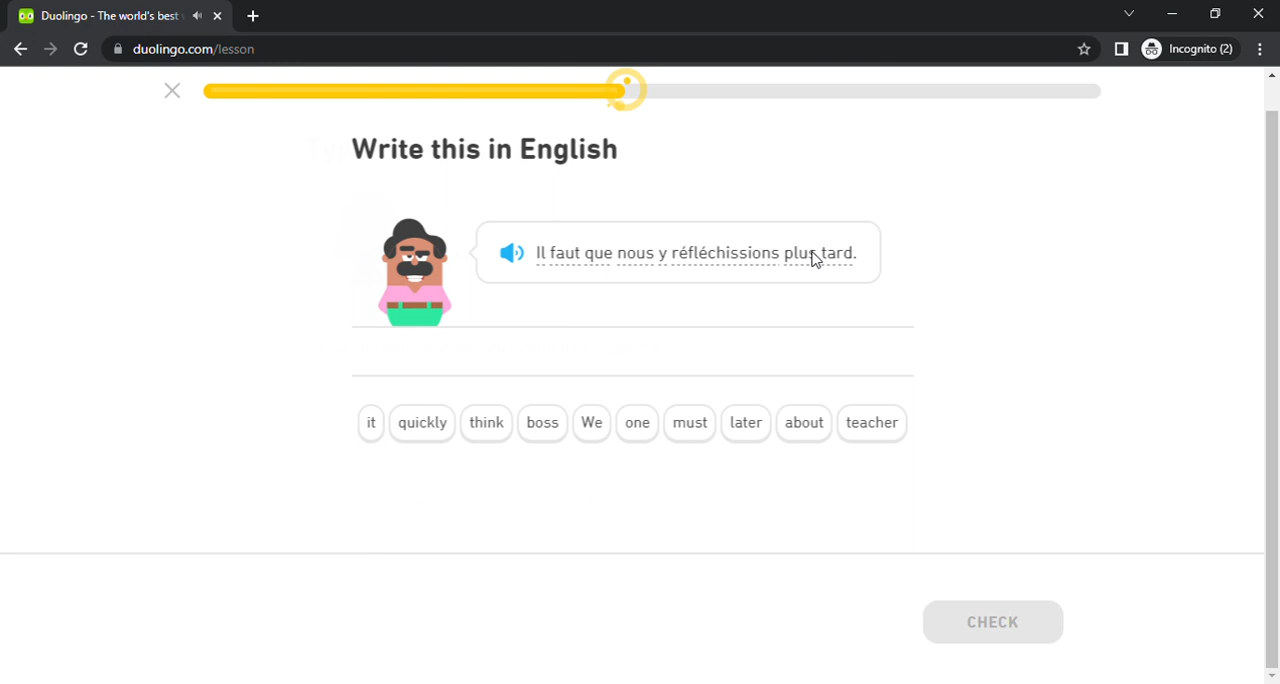 Duolingo - The world's best
duolingo.com/lesson
Incognito (2)
Write this in English
Il faut que nous y réfléchissions plus tard.
it quickly think boss We one must later about teacher
CHECK